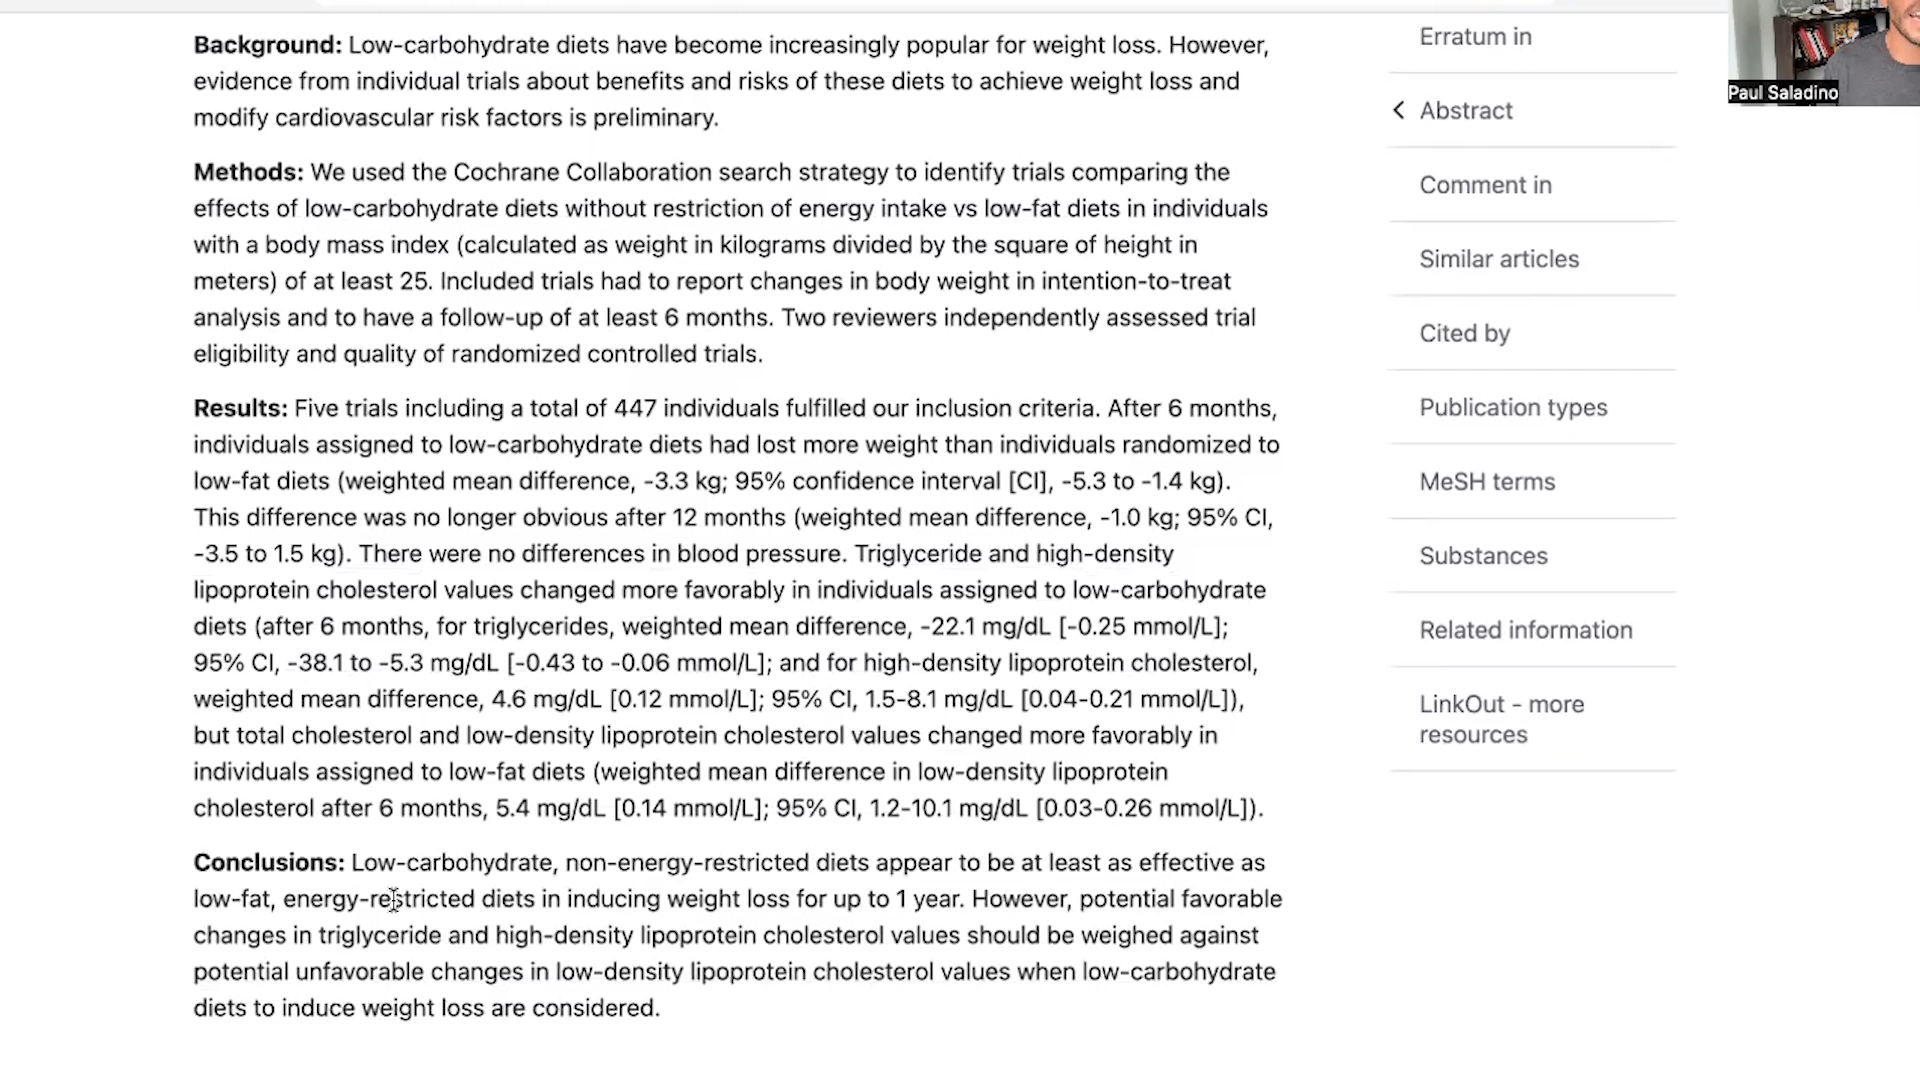 Background: Low-carbohydrate diets have become increasingly popular for weight loss. However,
evidence from individual trials about benefits and risks of these diets to achieve weight loss and
modify cardiovascular risk factors is preliminary.
Methods: We used the Cochrane Collaboration search strategy to identify trials comparing the
effects of low-carbohydrate diets without restriction of energy intake vs low-fat diets in individuals
with a body mass index (calculated as weight in kilograms divided by the square of height in
meters) of at least 25. Included trials had to report changes in body weight in intention-to-treat
analysis and to have a follow-up of at least 6 months. Two reviewers independently assessed trial
eligibility and quality of randomized controlled trials.
Results: Five trials including a total of 447 individuals fulfilled our inclusion criteria. After 6 months,
individuals assigned to low-carbohydrate diets had lost more weight than individuals randomized to
low-fat diets (weighted mean difference, -3.3 kg; 95% confidence interval [CI], -5.3 to -1.4 kg).
This difference was no longer obvious after 12 months (weighted mean difference, -1.0 kg; 95% CI,
-3.5 to 1.5 kg). There were no differences in blood pressure. Triglyceride and high-density
lipoprotein cholesterol values changed more favorably in individuals assigned to low-carbohydrate
diets (after 6 months, for triglycerides, weighted mean difference, -22.1 mg/dL [-0.25 mmol/L];
95% CI, -38.1 to -5.3 mg/dL [-0.43 to -0.06 mmol/L]; and for high-density lipoprotein cholesterol,
weighted mean difference, 4.6 mg/dL [0.12 mmol/L]; 95% CI, 1.5-8.1 mg/dL [0.04-0.21 mmol/L]),
but total cholesterol and low-density lipoprotein cholesterol values changed more favorably in
individuals assigned to low-fat diets (weighted mean difference in low-density lipoprotein
cholesterol after 6 months, 5.4 mg/dL [0.14 mmol/L]; 95% CI, 1.2-10.1 mg/dL [0.03-0.26 mmol/L]).
Conclusions: Low-carbohydrate, non-energy-restricted diets appear to be at least as effective as
low-fat, energy-restricted diets in inducing weight loss for up to 1 year. However, potential favorable
changes in triglyceride and high-density lipoprotein cholesterol values should be weighed against
potential unfavorable changes in low-density lipoprotein cholesterol values when low-carbohydrate
diets to induce weight loss are considered.
Erratum in
Abstract
Comment in
Similar articles
Cited by
Publication types
MeSH terms
Substances
Related information
LinkOut - more
resources
Paul Saladino